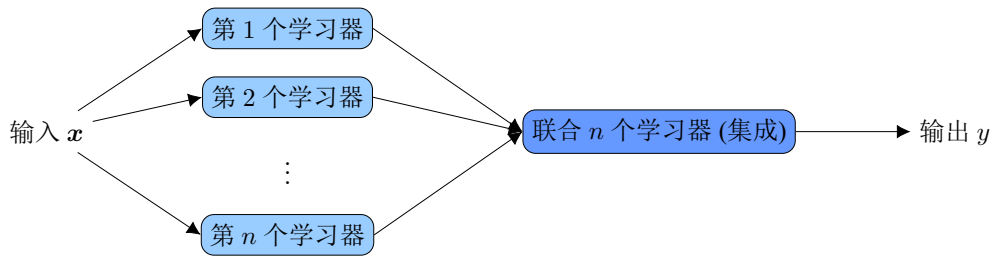 第 1 个学习器
第 2 个学习器
输入 x
联合 n 个学习器 (集成)
输出 y
⋮
第 n 个学习器